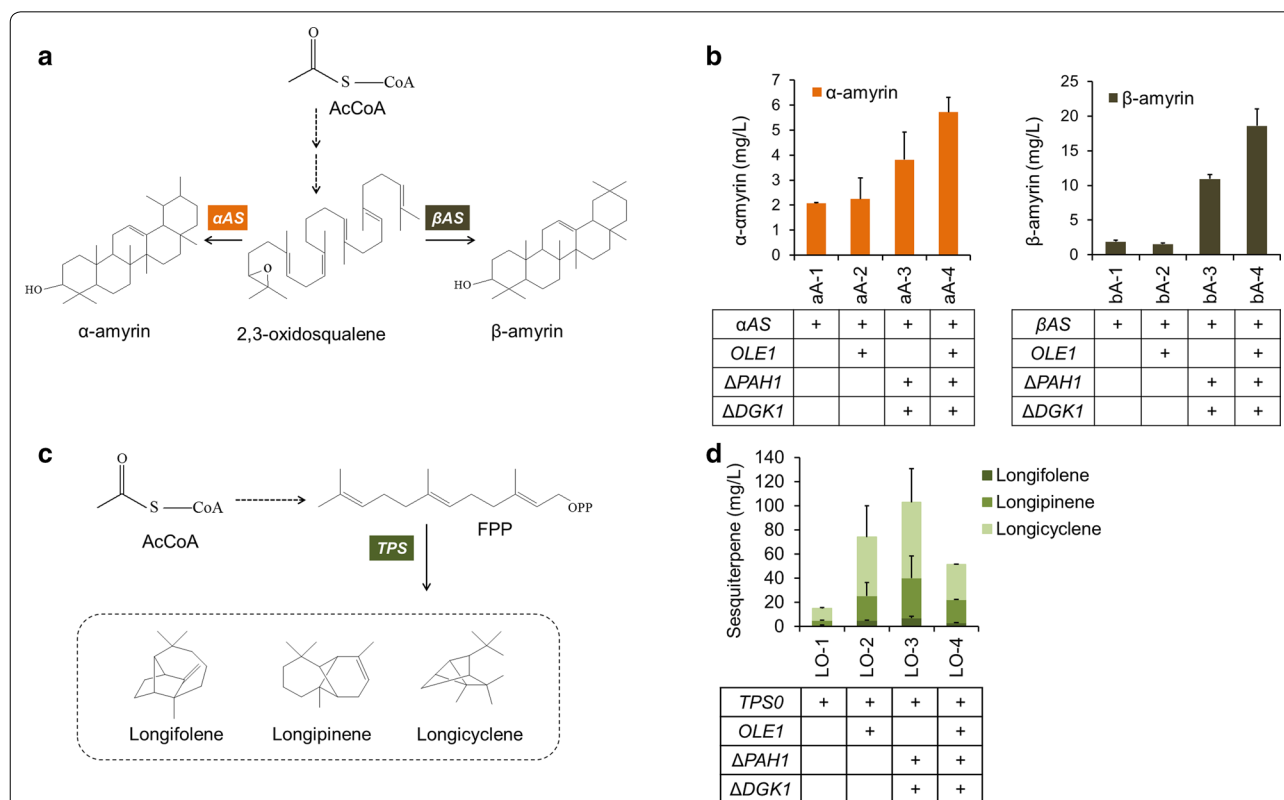 a
O
S
CoA
AcCoA
αAS
βAS
O
HO
HO
α-amyrin
2,3-oxidosqualene
β-amyrin
b
α-amyrin (mg/L)
7
6
5
4
3
2
1
0
α-amyrin
aA-1 aA-2 aA-3 aA-4
αAS + + + +
OLE1 + +
ΔPAH1 + +
ΔDGK1 + +
β-amyrin (mg/L)
25
20
15
10
5
0
β-amyrin
bA-1 bA-2 bA-3 bA-4
βAS + + + +
OLE1 + +
ΔPAH1 + +
ΔDGK1 + +
c
O
S
CoA
AcCoA
OPP
FPP
TPS
Longifolene
Longipinene
Longicyclene
d
Sesquiterpene (mg/L)
140
120
100
80
60
40
20
0
Longifolene
Longipinene
Longicyclene
LO-1 LO-2 LO-3 LO-4
TPS0 + + + +
OLE1 + +
ΔPAH1 + +
ΔDGK1 + +